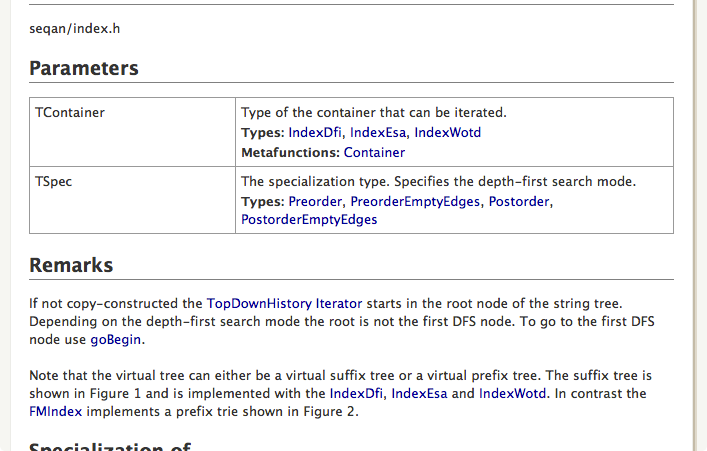 seqan/index.h
Parameters
TContainer
Type of the container that can be iterated.
Types: IndexDfi, IndexEsa, IndexWotd
Metafunctions: Container
TSpec
The specialization type. Specifies the depth-first search mode.
Types: Preorder, PreorderEmptyEdges, Postorder,
PostorderEmptyEdges
Remarks
If not copy-constructed the TopDownHistory Iterator starts in the root node of the string tree.
Depending on the depth-first search mode the root is not the first DFS node. To go to the first DFS
node use goBegin.
Note that the virtual tree can either be a virtual suffix tree or a virtual prefix tree. The suffix tree is
shown in Figure 1 and is implemented with the IndexDfi, IndexEsa and IndexWotd. In contrast the
FMIndex implements a prefix trie shown in Figure 2.
Specialization of